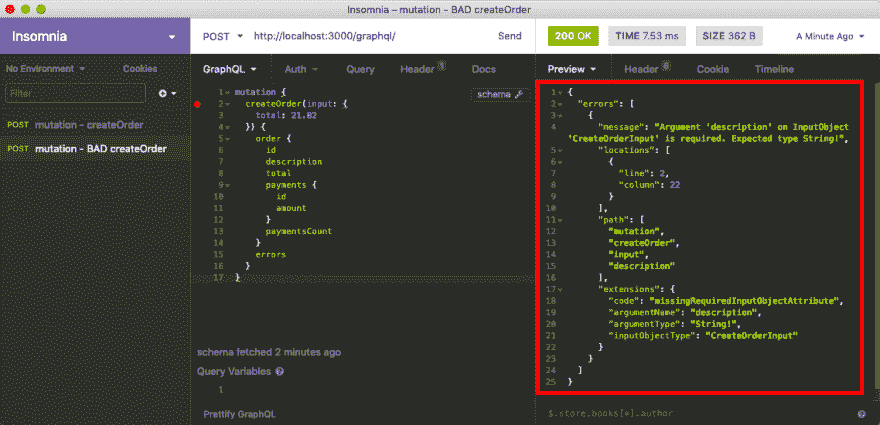 Insomnia – mutation - BAD createOrder
Insomnia
POST http://localhost:3000/graphql/ Send
200 OK TIME 7.53 ms SIZE 362 B A Minute Ago
No Environment Cookies
GraphQL Auth Query Header Docs
Preview Header Cookie Timeline
Filter
POST mutation - createOrder
POST mutation - BAD createOrder
schema
1 mutation {
2 createOrder(input: {
3 total: 21.82
4 }) {
5 order {
6 id
7 description
8 total
9 payments {
10 id
11 amount
12 }
13 paymentsCount
14 }
15 errors
16 }
17 }
schema fetched 2 minutes ago
Query Variables
1
Prettify GraphQL
1 {
2 "errors": [
3 {
4 "message": "Argument 'description' on InputObject
'CreateOrderInput' is required. Expected type String!",
5 "locations": [
6 {
7 "line": 2,
8 "column": 22
9 }
10 ],
11 "path": [
12 "mutation",
13 "createOrder",
14 "input",
15 "description"
16 ],
17 "extensions": {
18 "code": "missingRequiredInputObjectAttribute",
19 "argumentName": "description",
20 "argumentType": "String!",
21 "inputObjectType": "CreateOrderInput"
22 }
23 }
24 ]
25 }
$.store.books[*].author